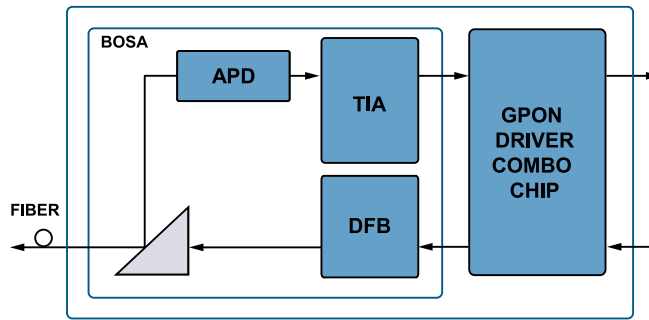 BOSA
APD
TIA
GPON
DRIVER
COMBO
CHIP
FIBER
DFB